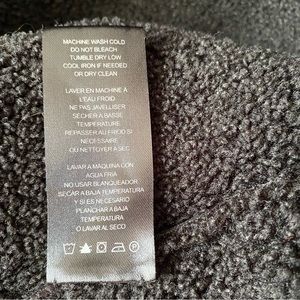 MACHINE WASH COLD
DO NOT BLEACH
TUMBLE DRY LOW
COOL IRON IF NEEDED
OR DRY CLEAN
LAVER EN MACHINE À
L'EAU FROID
NE PAS JAVELLISER
SÉCHER À BASSE
TEMPÉRATURE
REPASSER AU FROID SI
NÉCESSAIRE
OU NETTOYER À SEC
LAVAR A MÁQUINA CON
AGUA FRIA
NO USAR BLANQUEADOR
SECAR A BAJA TEMPERATURA
Y SI ES NECESARIO
PLANCHAR A BAJA
TEMPERATURA
O LAVAR AL SECO